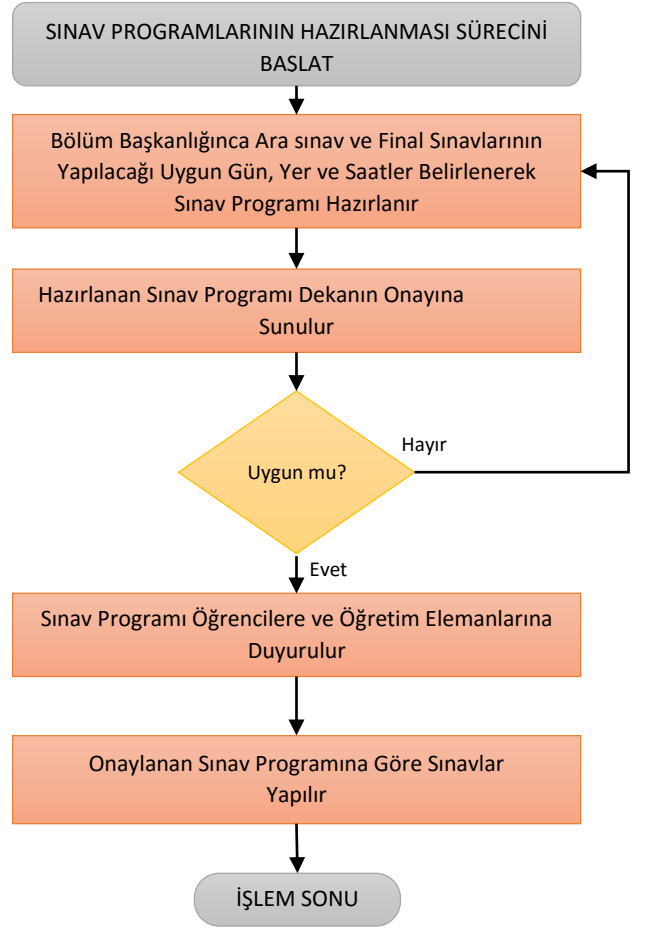 SINAV PROGRAMLARININ HAZIRLANMASI SÜRECİNİ
BAŞLAT
Bölüm Başkanlığınca Ara sınav ve Final Sınavlarının
Yapılacağı Uygun Gün, Yer ve Saatler Belirlenerek
Sınav Programı Hazırlanır
Hazırlanan Sınav Programı Dekanın Onayına
Sunulur
Uygun mu?
Hayır
Evet
Sınav Programı Öğrencilere ve Öğretim Elemanlarına
Duyurulur
Onaylanan Sınav Programına Göre Sınavlar
Yapılır
İŞLEM SONU